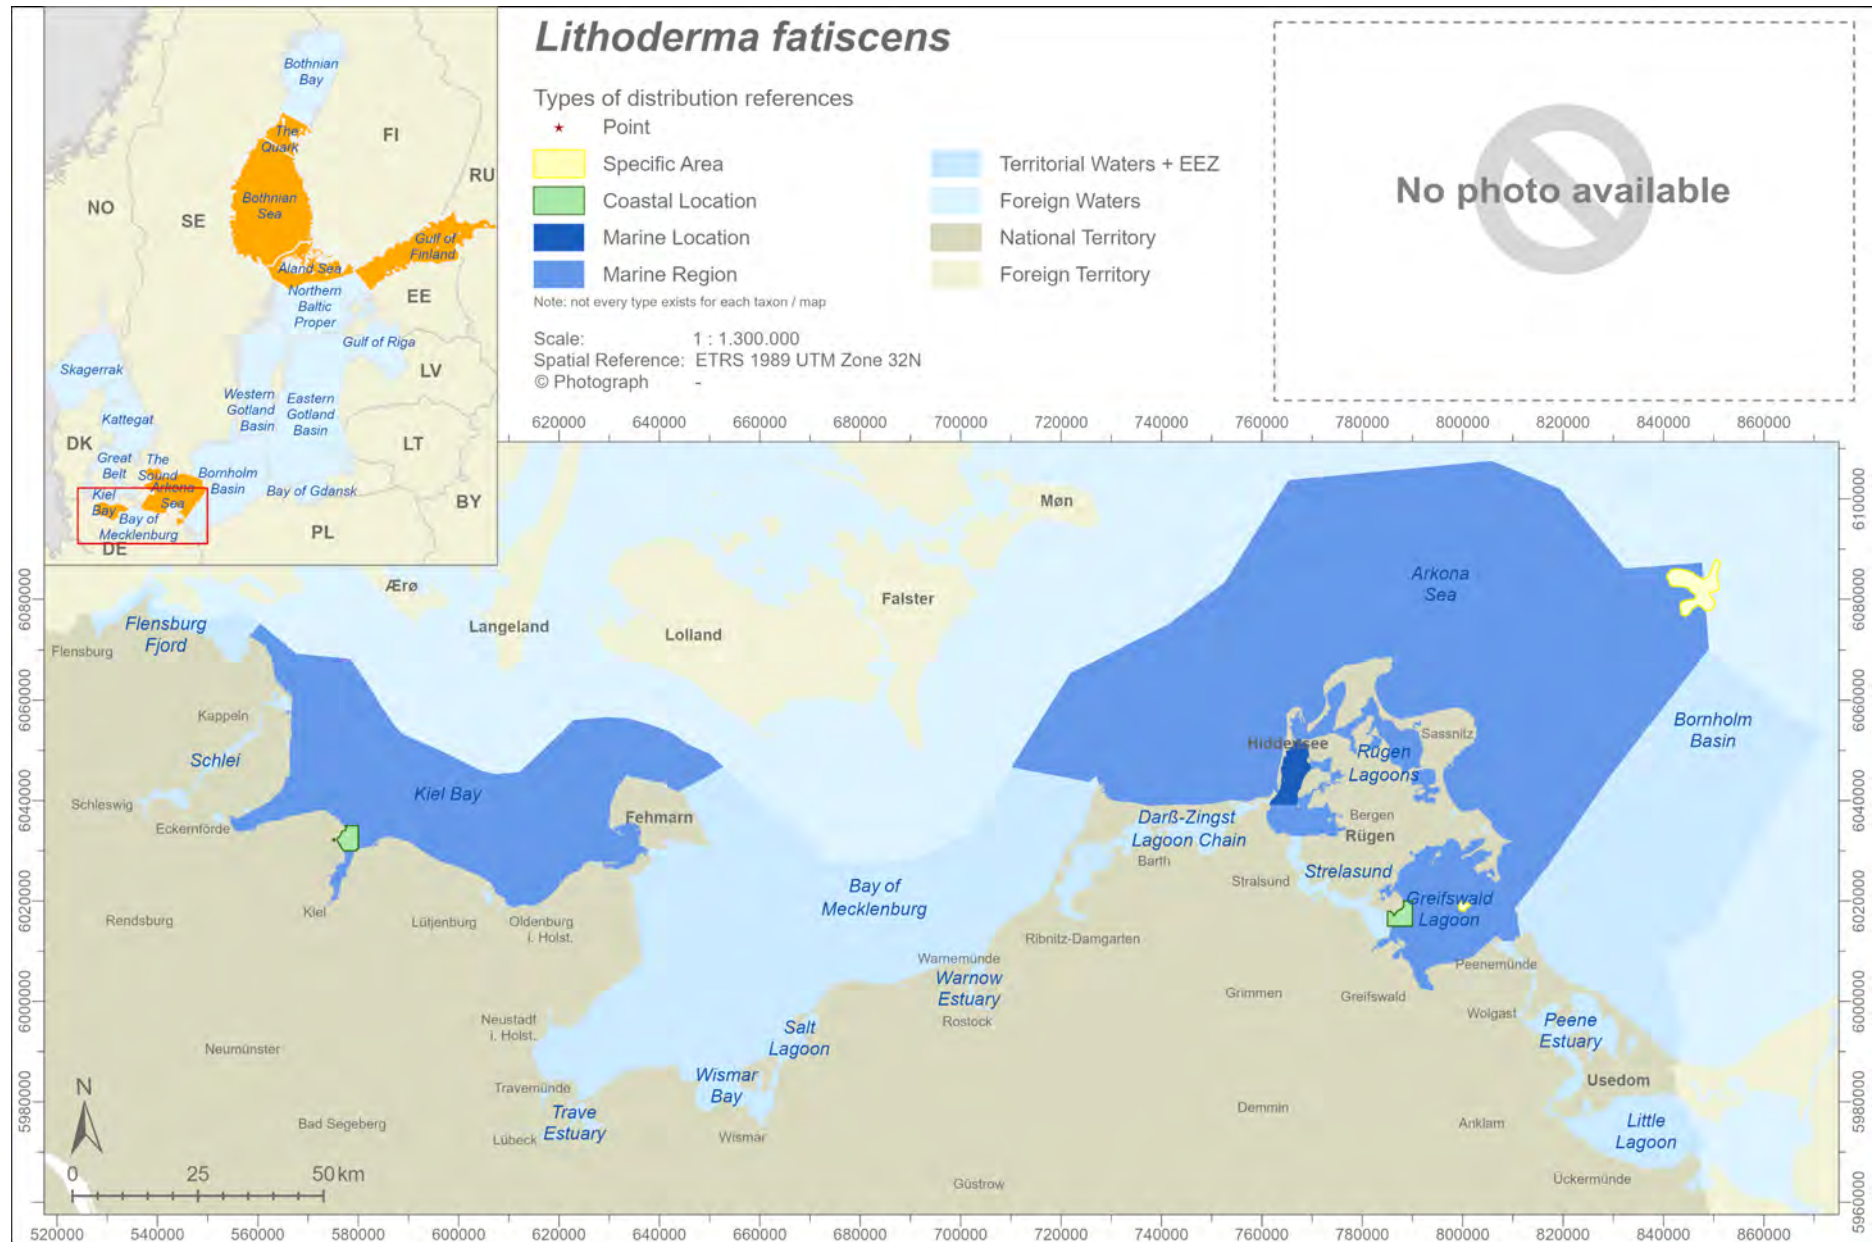 Lithoderma fatiscens
Types of distribution references
Point
Specific Area
Coastal Location
Marine Location
Marine Region
Territorial Waters + EEZ
Foreign Waters
National Territory
Foreign Territory
Note: not every type exists for each taxon / map
Scale: 1 : 1.300.000
Spatial Reference: ETRS 1989 UTM Zone 32N
© Photograph -
No photo available
Bothnian
Bay
The
Quark
FI
RU
NO
SE
Bothnian
Sea
Gulf of
Finland
Åland Sea
Northern
Baltic
Proper
EE
Gulf of Riga
LV
Skagerrak
Western
Gotland
Basin
Eastern
Gotland
Basin
Kattegat
DK
LT
Great
Belt
The
Sound
Bornholm
Basin
Arkona
Sea
Bay of Gdansk
BY
Kiel
Bay
Bay of
Mecklenburg
PL
DE
620000 640000 660000 680000 700000 720000 740000 760000 780000 800000 820000 840000 860000
6100000
6080000
6060000
6040000
6020000
6000000
5980000
5960000
6080000
6060000
6040000
6020000
6000000
5980000
Møn
Ærø
Langeland
Lolland
Falster
Arkona
Sea
Flensburg
Fjord
Flensburg
Kappeln
Schlei
Schleswig
Eckernförde
Kiel Bay
Fehmarn
Hiddensee
Rügen
Lagoons
Sassnitz
Bornholm
Basin
Bergen
Rügen
Darß-Zingst
Lagoon Chain
Barth
Strelasund
Stralsund
Greifswald
Lagoon
Bay of
Mecklenburg
Rendsburg
Kiel
Lütjenburg
Oldenburg
i. Holst.
Ribnitz-Damgarten
Warnemünde
Warnow
Estuary
Rostock
Peenemünde
Grimmen
Greifswald
Wolgast
Peene
Estuary
Usedom
Neumünster
Neustadt
i. Holst.
Salt
Lagoon
Wismar
Bay
Travemünde
Trave
Estuary
Bad Segeberg
Lübeck
Wismar
Demmin
Anklam
Little
Lagoon
Güstrow
Ückermünde
N
0 25 50 km
520000 540000 560000 580000 600000 620000 640000 660000 680000 700000 720000 740000 760000 780000 800000 820000 840000 860000